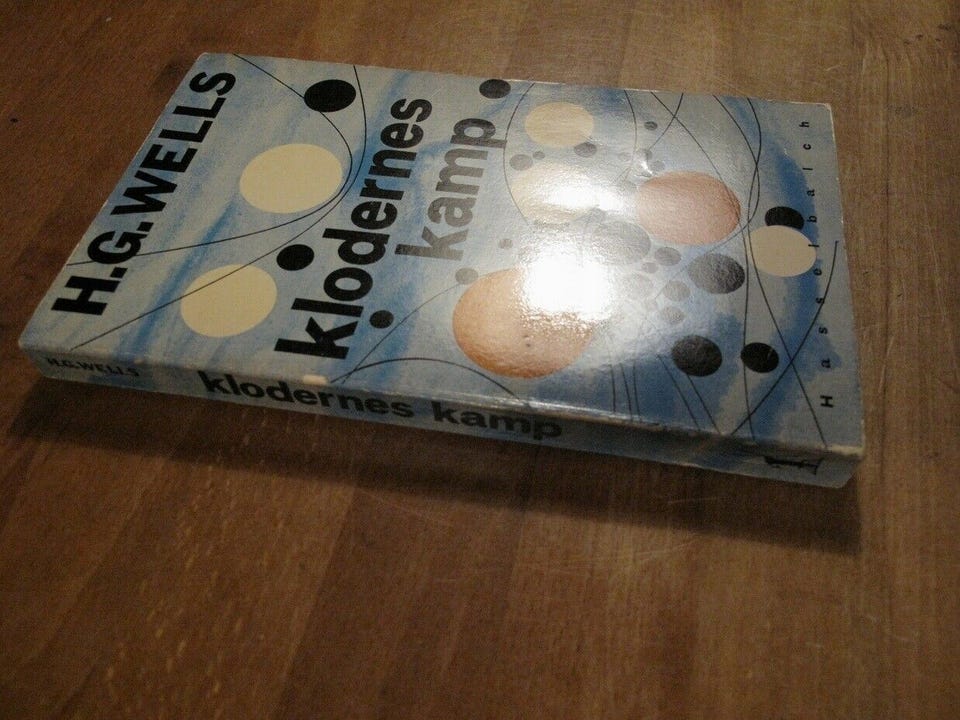 H.G.WELLS
klodernes
kamp
Hasselbalch
H.G.WELLS klodernes kamp